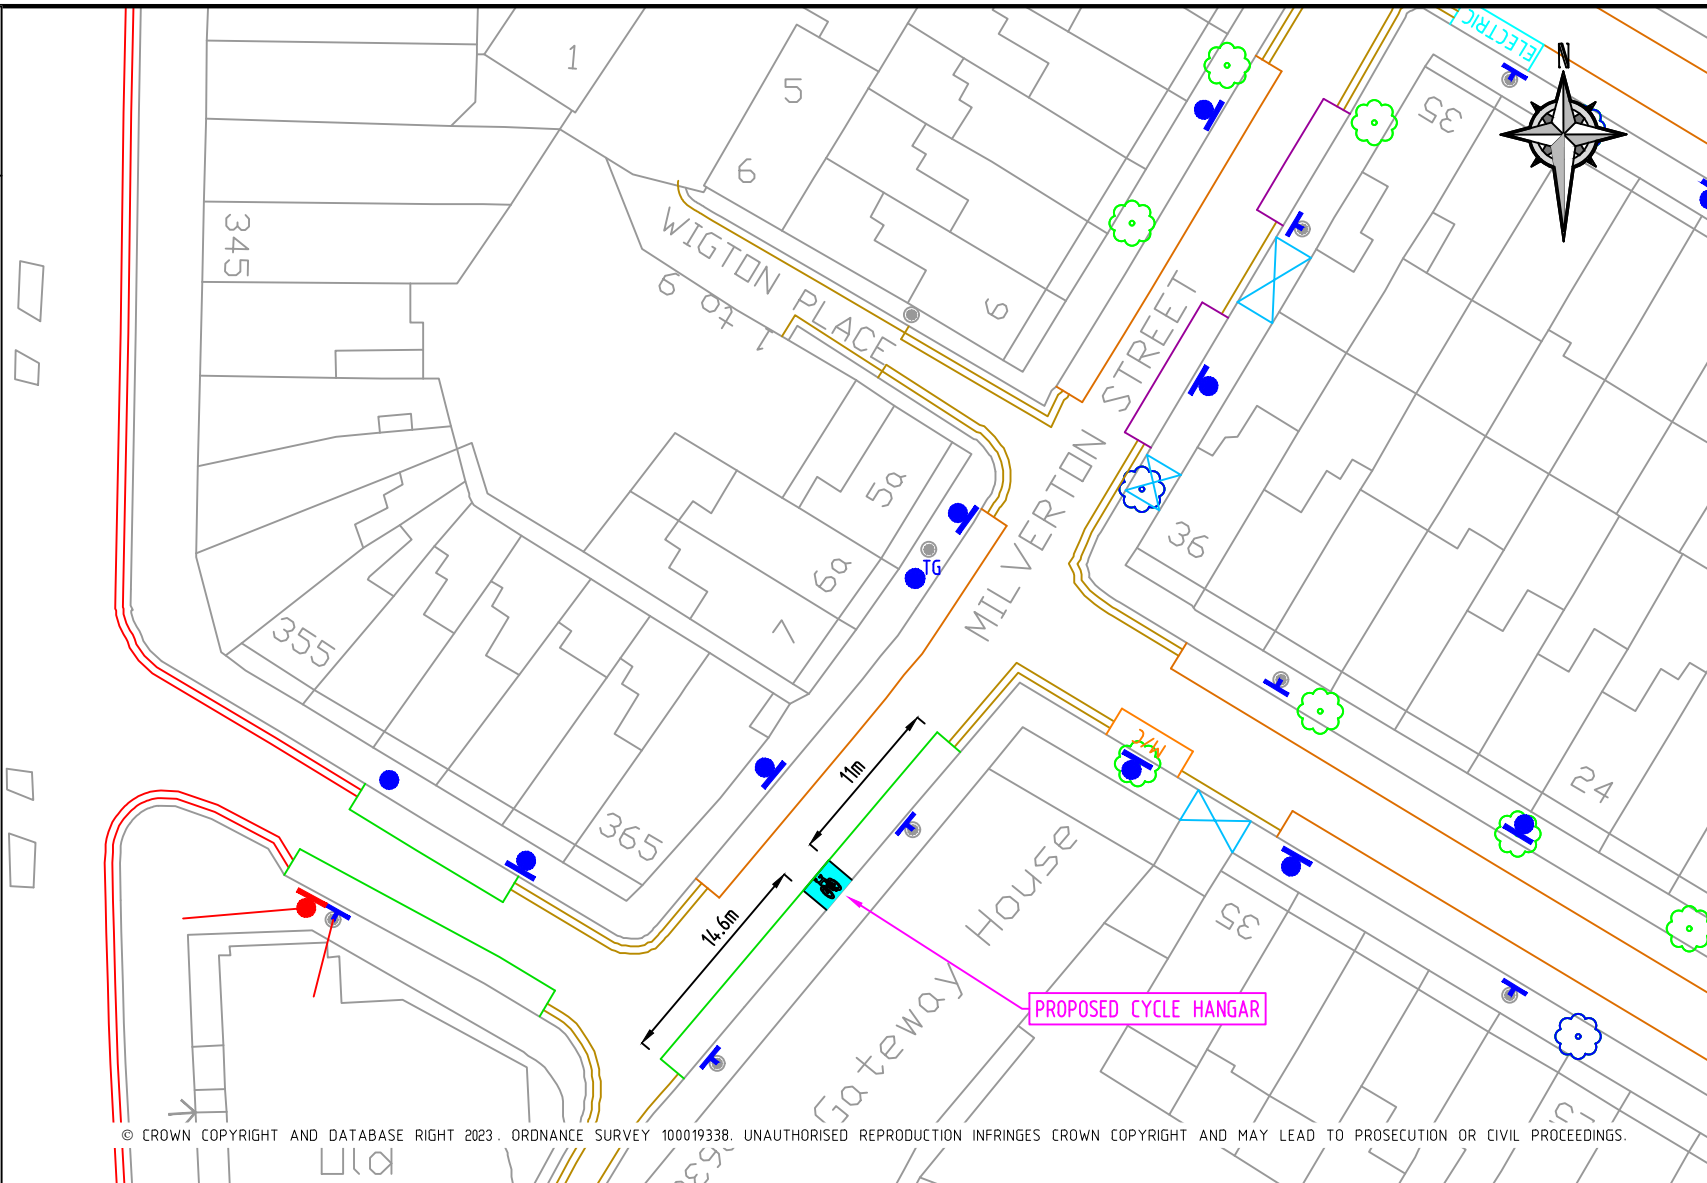 ELECTRIC
N
1
5
6
35
345
WIGTON PLACE
1 to 9
9
MILVERTON STREET
5a
6a
7
TG
36
355
365
M/C
24
11m
14.6m
Gateway House
35
PROPOSED CYCLE HANGAR
© CROWN COPYRIGHT AND DATABASE RIGHT 2023. ORDNANCE SURVEY 100019338. UNAUTHORISED REPRODUCTION INFRINGES CROWN COPYRIGHT AND MAY LEAD TO PROSECUTION OR CIVIL PROCEEDINGS.